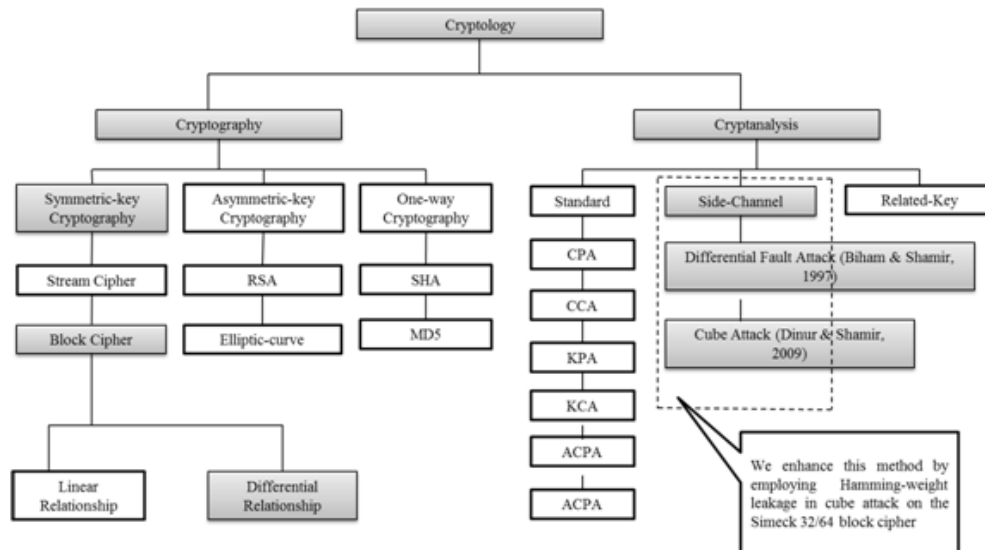 Cryptology
Cryptography
Cryptanalysis
Symmetric-key
Cryptography
Asymmetric-key
Cryptography
One-way
Cryptography
Standard
Side-Channel
Related-Key
Stream Cipher
RSA
SHA
CPA
Differential Fault Attack (Biham & Shamir,
1997)
Block Cipher
Elliptic-curve
MD5
CCA
Cube Attack (Dinur & Shamir,
2009)
KPA
KCA
ACPA
ACPA
Linear
Relationship
Differential
Relationship
We enhance this method by
employing Hamming-weight
leakage in cube attack on the
Simeck 32/64 block cipher